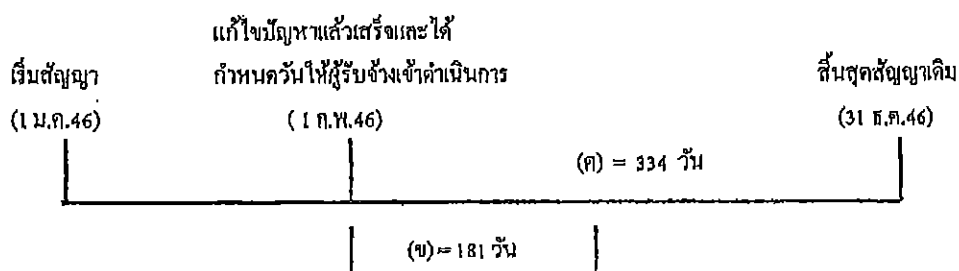 แก้ไขปัญหาแล้วเสร็จและได้
เริ่มสัญญา กำหนดวันให้ผู้รับจ้างเข้าดำเนินการ สิ้นสุดสัญญาเดิม
(1 ม.ค.46) ( 1 ก.พ.46) (31 ธ.ค.46)
(ค) = 334 วัน
(ข) = 181 วัน